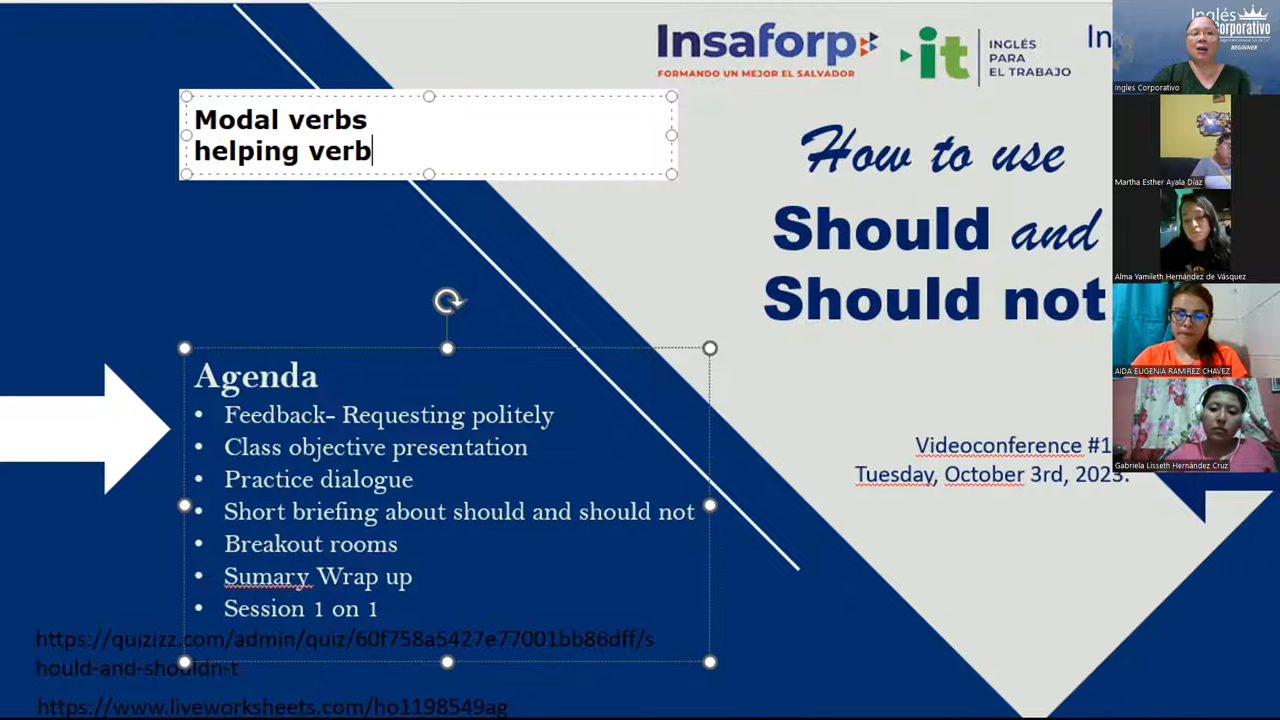 Insaforp
FORMANDO UN MEJOR EL SALVADOR
it
INGLÉS
PARA
EL TRABAJO
In
Modal verbs
helping verb
How to use
Should and
Should not
Agenda
• Feedback- Requesting politely
• Class objective presentation
• Practice dialogue
• Short briefing about should and should not
• Breakout rooms
• Sumary Wrap up
• Session 1 on 1
https://quizizz.com/admin/quiz/60f758a5427e77001bb86dff/s
hould-and-shouldn-t
https://www.liveworksheets.com/ho1198549ag
Videoconference #1
Tuesday, October 3rd, 2023.
Inglés
Corporativo
BEGINNER
Ingles Corporativo
Martha Esther Ayala Díaz
Alma Yamileth Hernández de Vásquez
AIDA EUGENIA RAMIREZ CHAVEZ
Gabriela Lisseth Hernández Cruz